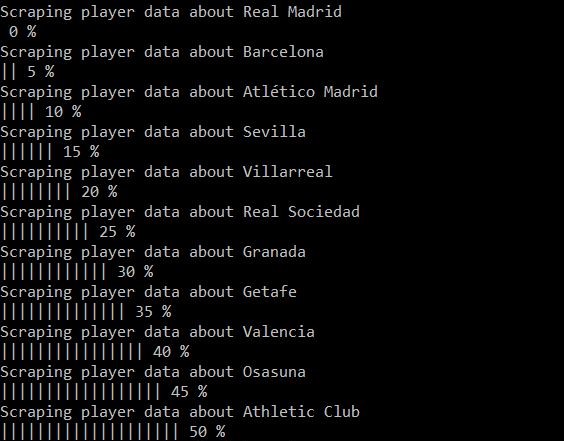 Scraping player data about Real Madrid
 0 %
Scraping player data about Barcelona
|| 5 %
Scraping player data about Atlético Madrid
|||| 10 %
Scraping player data about Sevilla
|||||| 15 %
Scraping player data about Villarreal
|||||||| 20 %
Scraping player data about Real Sociedad
|||||||||| 25 %
Scraping player data about Granada
|||||||||||| 30 %
Scraping player data about Getafe
|||||||||||||| 35 %
Scraping player data about Valencia
|||||||||||||||| 40 %
Scraping player data about Osasuna
|||||||||||||||||| 45 %
Scraping player data about Athletic Club
|||||||||||||||||||| 50 %